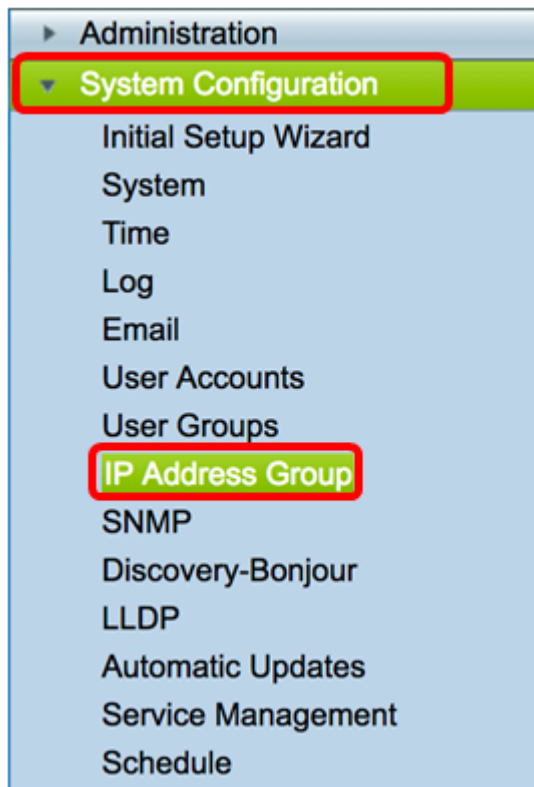 Administration
System Configuration
Initial Setup Wizard
System
Time
Log
Email
User Accounts
User Groups
IP Address Group
SNMP
Discovery-Bonjour
LLDP
Automatic Updates
Service Management
Schedule